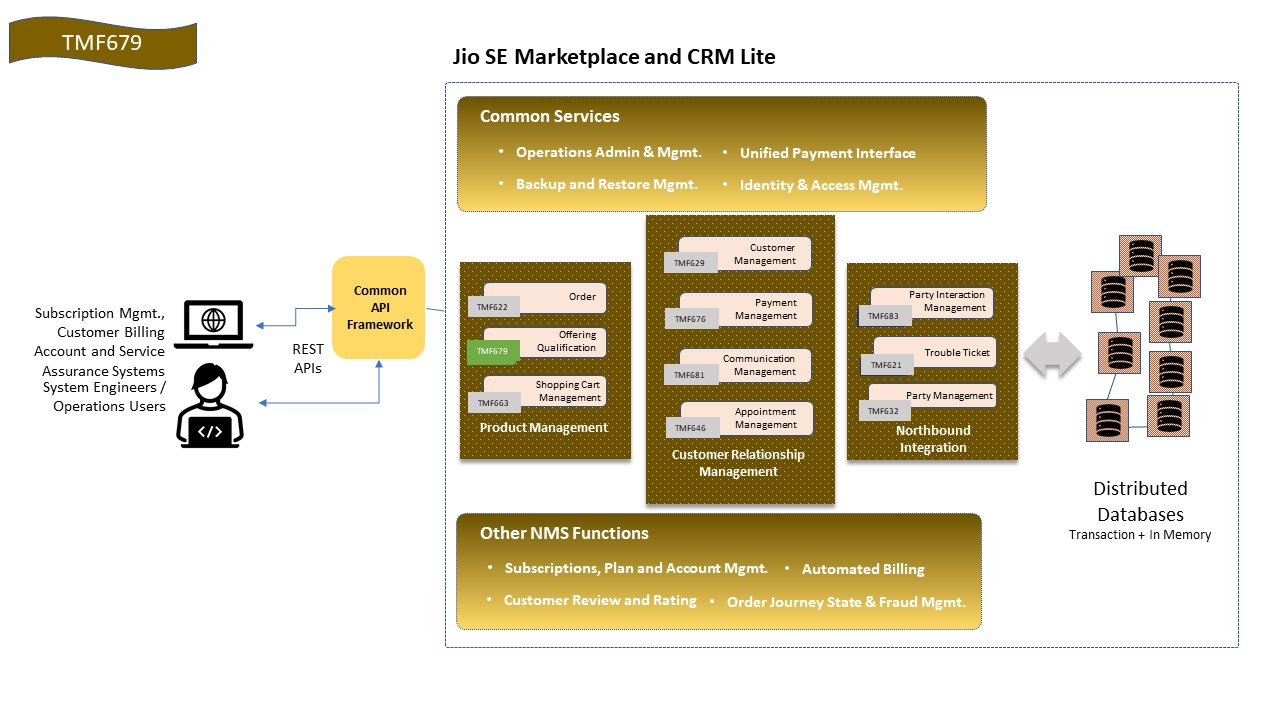 TMF679
Jio SE Marketplace and CRM Lite
Common Services
• Operations Admin & Mgmt.
• Unified Payment Interface
• Backup and Restore Mgmt.
• Identity & Access Mgmt.
Subscription Mgmt.,
Customer Billing
Account and Service
Assurance Systems
System Engineers /
Operations Users
REST
APIs
Common
API
Framework
Order
TMF622
Offering
Qualification
TMF679
Shopping Cart
Management
TMF663
Product Management
Customer
Management
TMF629
Payment
Management
TMF676
Communication
Management
TMF681
Appointment
Management
TMF646
Customer Relationship
Management
Party Interaction
Management
TMF683
Trouble Ticket
TMF621
Party Management
TMF632
Northbound
Integration
Distributed
Databases
Transaction + In Memory
Other NMS Functions
• Subscriptions, Plan and Account Mgmt.
• Automated Billing
• Customer Review and Rating
• Order Journey State & Fraud Mgmt.